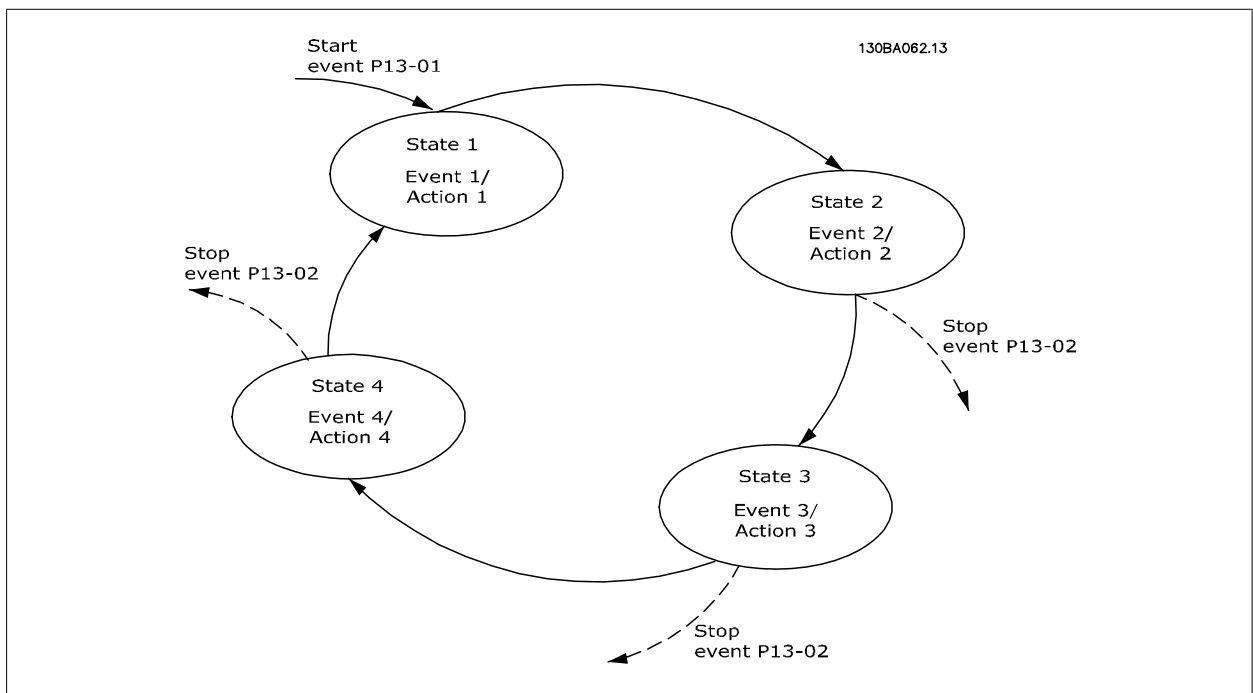 Start
event P13-01
130BA062.13
State 1
Event 1/
Action 1
State 2
Event 2/
Action 2
Stop
event P13-02
Stop
event P13-02
State 4
Event 4/
Action 4
State 3
Event 3/
Action 3
Stop
event P13-02